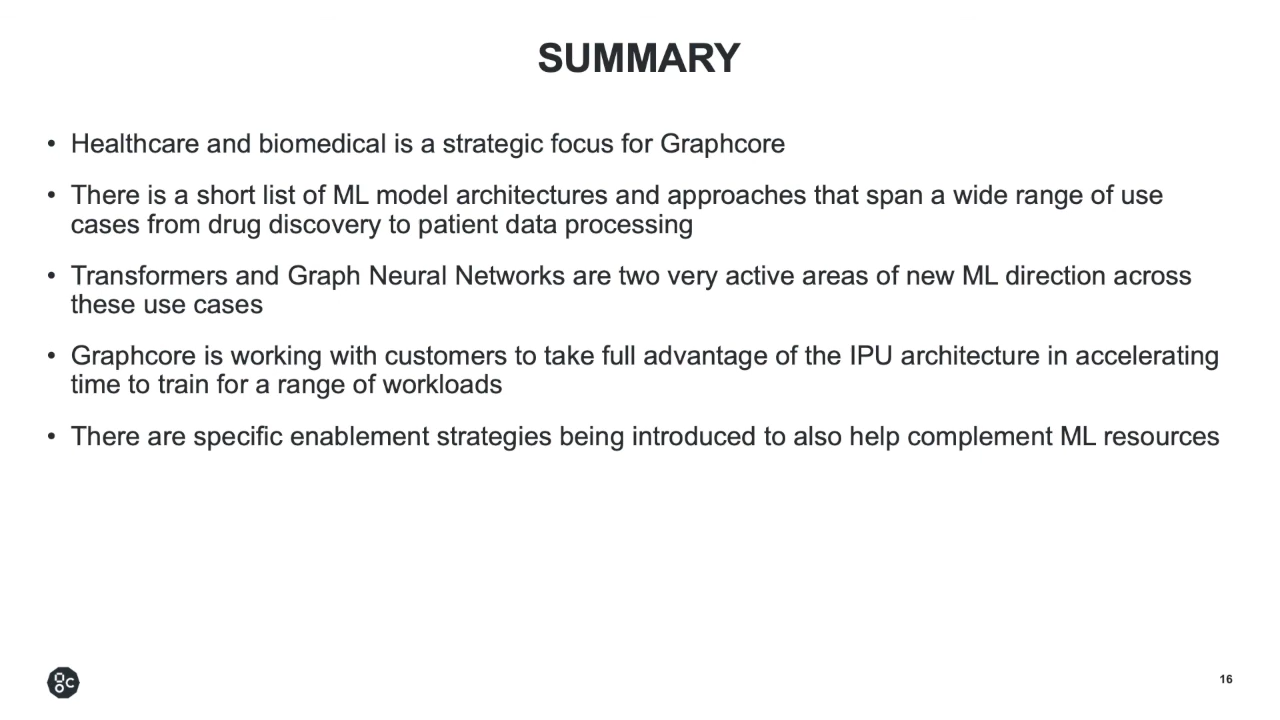 SUMMARY
• Healthcare and biomedical is a strategic focus for Graphcore
• There is a short list of ML model architectures and approaches that span a wide range of use
cases from drug discovery to patient data processing
• Transformers and Graph Neural Networks are two very active areas of new ML direction across
these use cases
• Graphcore is working with customers to take full advantage of the IPU architecture in accelerating
time to train for a range of workloads
• There are specific enablement strategies being introduced to also help complement ML resources
16